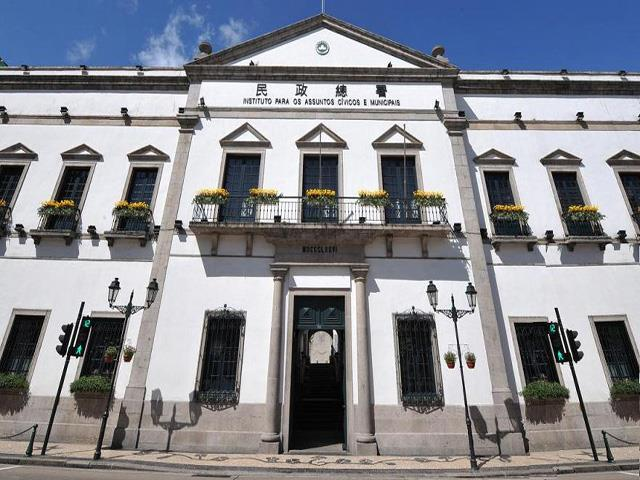 民政總署
INSTITUTO PARA OS ASSUNTOS CÍVICOS E MUNICIPAIS